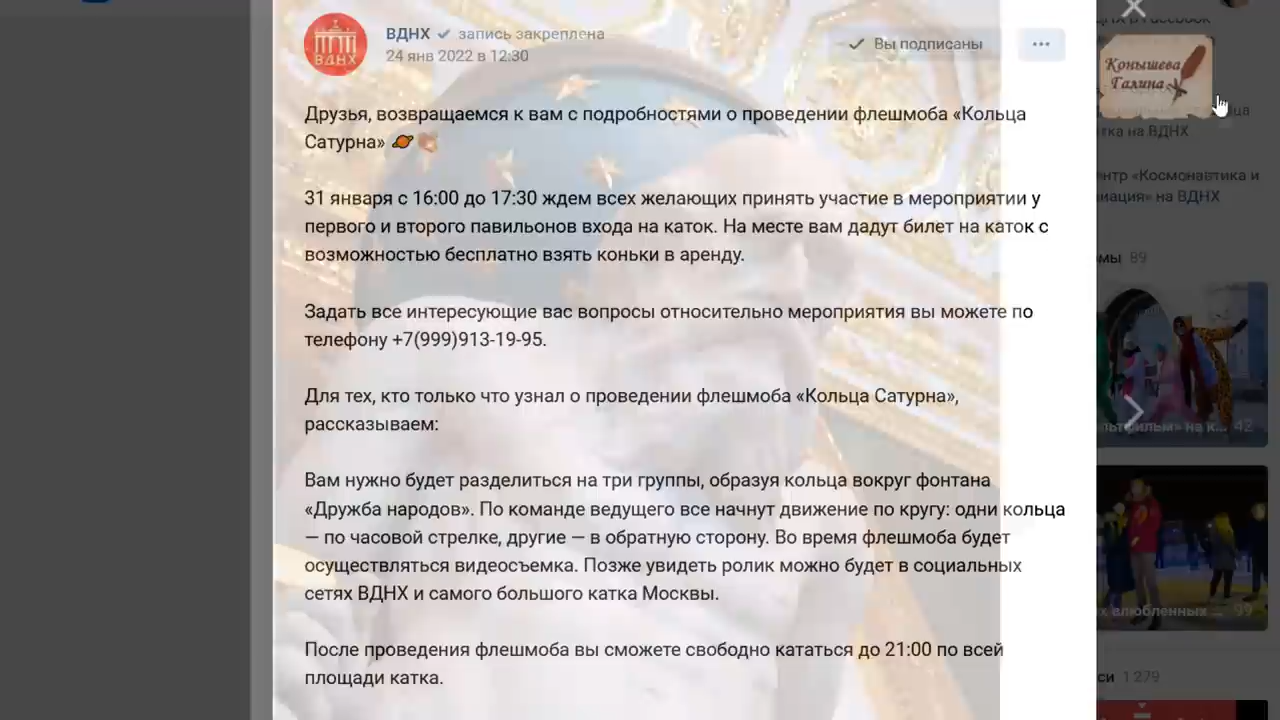 ВДНХ запись закреплена
24 янв 2022 в 12:30
ВДНХ
Вы подписаны
Друзья, возвращаемся к вам с подробностями о проведении флешмоба «Кольца
Сатурна» 🪐
31 января с 16:00 до 17:30 ждем всех желающих принять участие в мероприятии у
первого и второго павильонов входа на каток. На месте вам дадут билет на каток с
возможностью бесплатно взять коньки в аренду.
Задать все интересующие вас вопросы относительно мероприятия вы можете по
телефону +7(999)913-19-95.
Для тех, кто только что узнал о проведении флешмоба «Кольца Сатурна»,
рассказываем:
Вам нужно будет разделиться на три группы, образуя кольца вокруг фонтана
«Дружба народов». По команде ведущего все начнут движение по кругу: одни кольца
— по часовой стрелке, другие — в обратную сторону. Во время флешмоба будет
осуществляться видеосъемка. Позже увидеть ролик можно будет в социальных
сетях ВДНХ и самого большого катка Москвы.
После проведения флешмоба вы сможете свободно кататься до 21:00 по всей
площади катка.
Конышева
Галина
на ВДНХ
«Космонавтика и
на ВДНХ
89
на к... 42
влюбленных ... 99
1 279